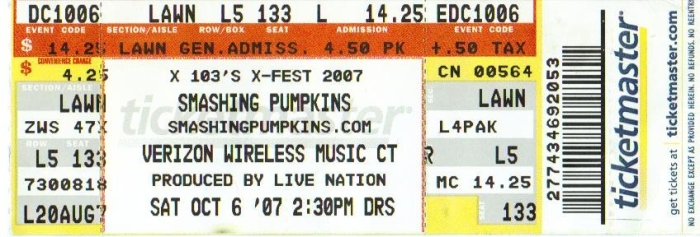 DC1006 LAWN L5 133 L 14.25 EDC1006
EVENT CODE SECTION/AISLE ROW/BOX SEAT ADMISSION EVENT CODE
$ 14.25 LAWN GEN.ADMISS. 4.50 PK +.50 TAX
$ CONVENIENCE CHARGE
4.25 X 103'S X-FEST 2007 CN 00564
SECTION/AISLE
LAWN SMASHING PUMPKINS LAWN
ticketmaster
ZWS 47X SMASHINGPUMPKINS.COM L4PAK
ROW SEAT
L5 133 VERIZON WIRELESS MUSIC CT R L5
7300818 PRODUCED BY LIVE NATION MC 14.25
L20AUG7 SAT OCT 6 '07 2:30PM DRS 133
SEAT
277434692053
ticketmaster
get tickets at ticketmaster.com
NO EXCHANGE EXCEPT AS PROVIDED HEREIN. NO REFUNDS. NO REENTRY